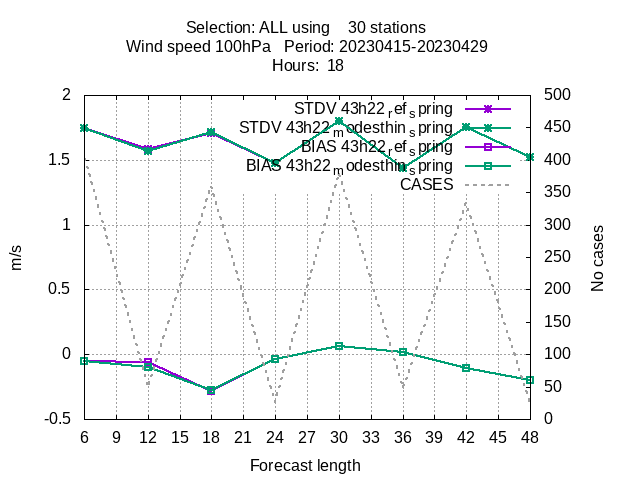 Selection: ALL using    30 stations
Wind speed 100hPa   Period: 20230415-20230429
Hours:  18
STDV 43h22_ref_spring
STDV 43h22_modesthin_spring
BIAS 43h22_ref_spring
BIAS 43h22_modesthin_spring
CASES
2
1.5
1
0.5
0
-0.5
m/s
500
450
400
350
300
250
200
150
100
50
0
No cases
6 9 12 15 18 21 24 27 30 33 36 39 42 45 48
Forecast length